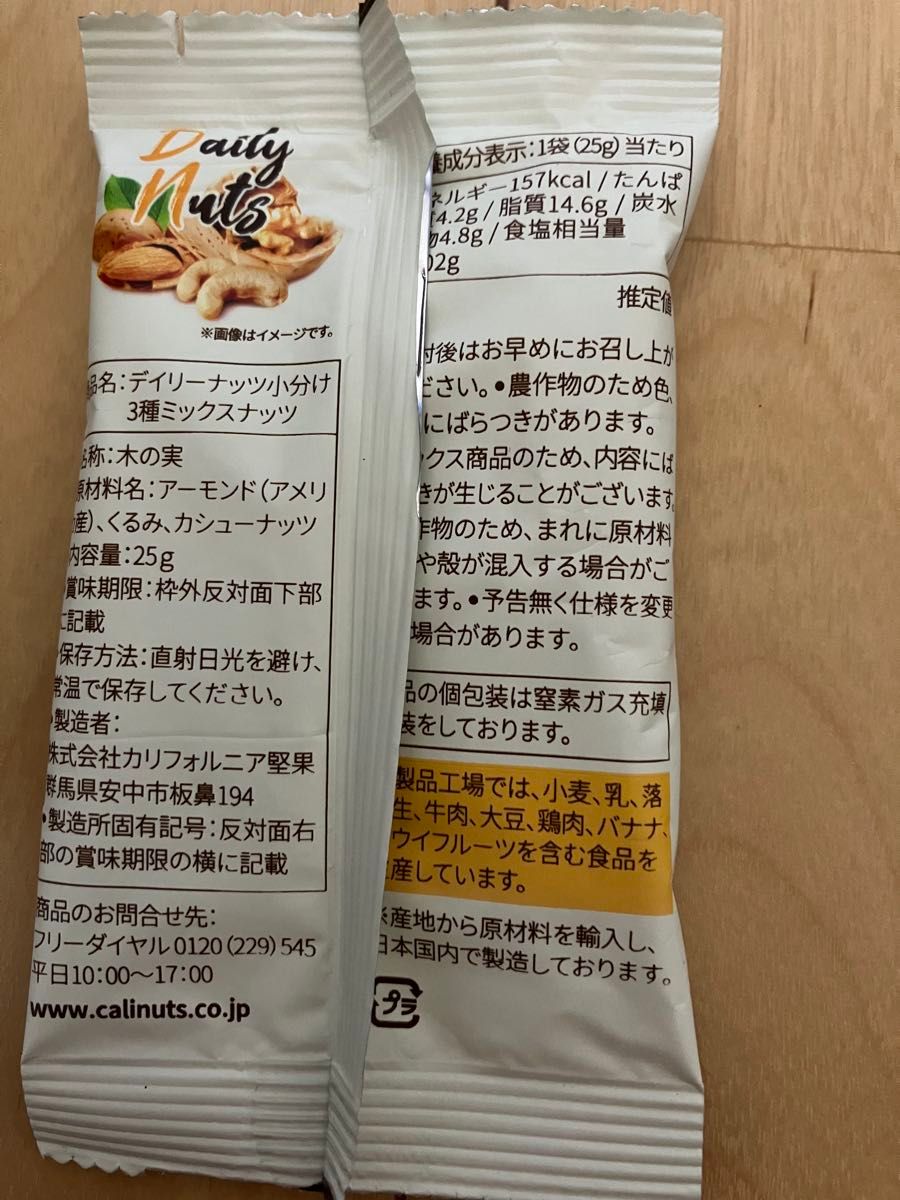 Daily
Nuts
※画像はイメージです。
品名:デイリーナッツ小分け
3種ミックスナッツ
名称:木の実
原材料名:アーモンド(アメリ
産)、くるみ、カシューナッツ
内容量:25g
賞味期限:枠外反対面下部
に記載
保存方法:直射日光を避け、
常温で保存してください。
・製造者:
株式会社カリフォルニア堅果
群馬県安中市板鼻194
・製造所固有記号:反対面右
部の賞味期限の横に記載
商品のお問合せ先:
フリーダイヤル 0120(229)545
平日10:00〜17:00
www.calinuts.co.jp
養成分表示:1袋(25g)当たり
ネルギー157kcal/たんぱ
4.2g/脂質14.6g/炭水
物4.8g/食塩相当量
02g
推定値
封後はお早めにお召し上が
ださい。●農作物のため色、
にばらつきがあります。
ックス商品のため、内容にば
きが生じることがございます。
作物のため、まれに原材料
や殻が混入する場合がご
ます。●予告無く仕様を変更
場合があります。
品の個包装は窒素ガス充填
装をしております。
製品工場では、小麦、乳、落
生、牛肉、大豆、鶏肉、バナナ、
ウイフルーツを含む食品を
産しています。
※産地から原材料を輸入し、
日本国内で製造しております。
プラ